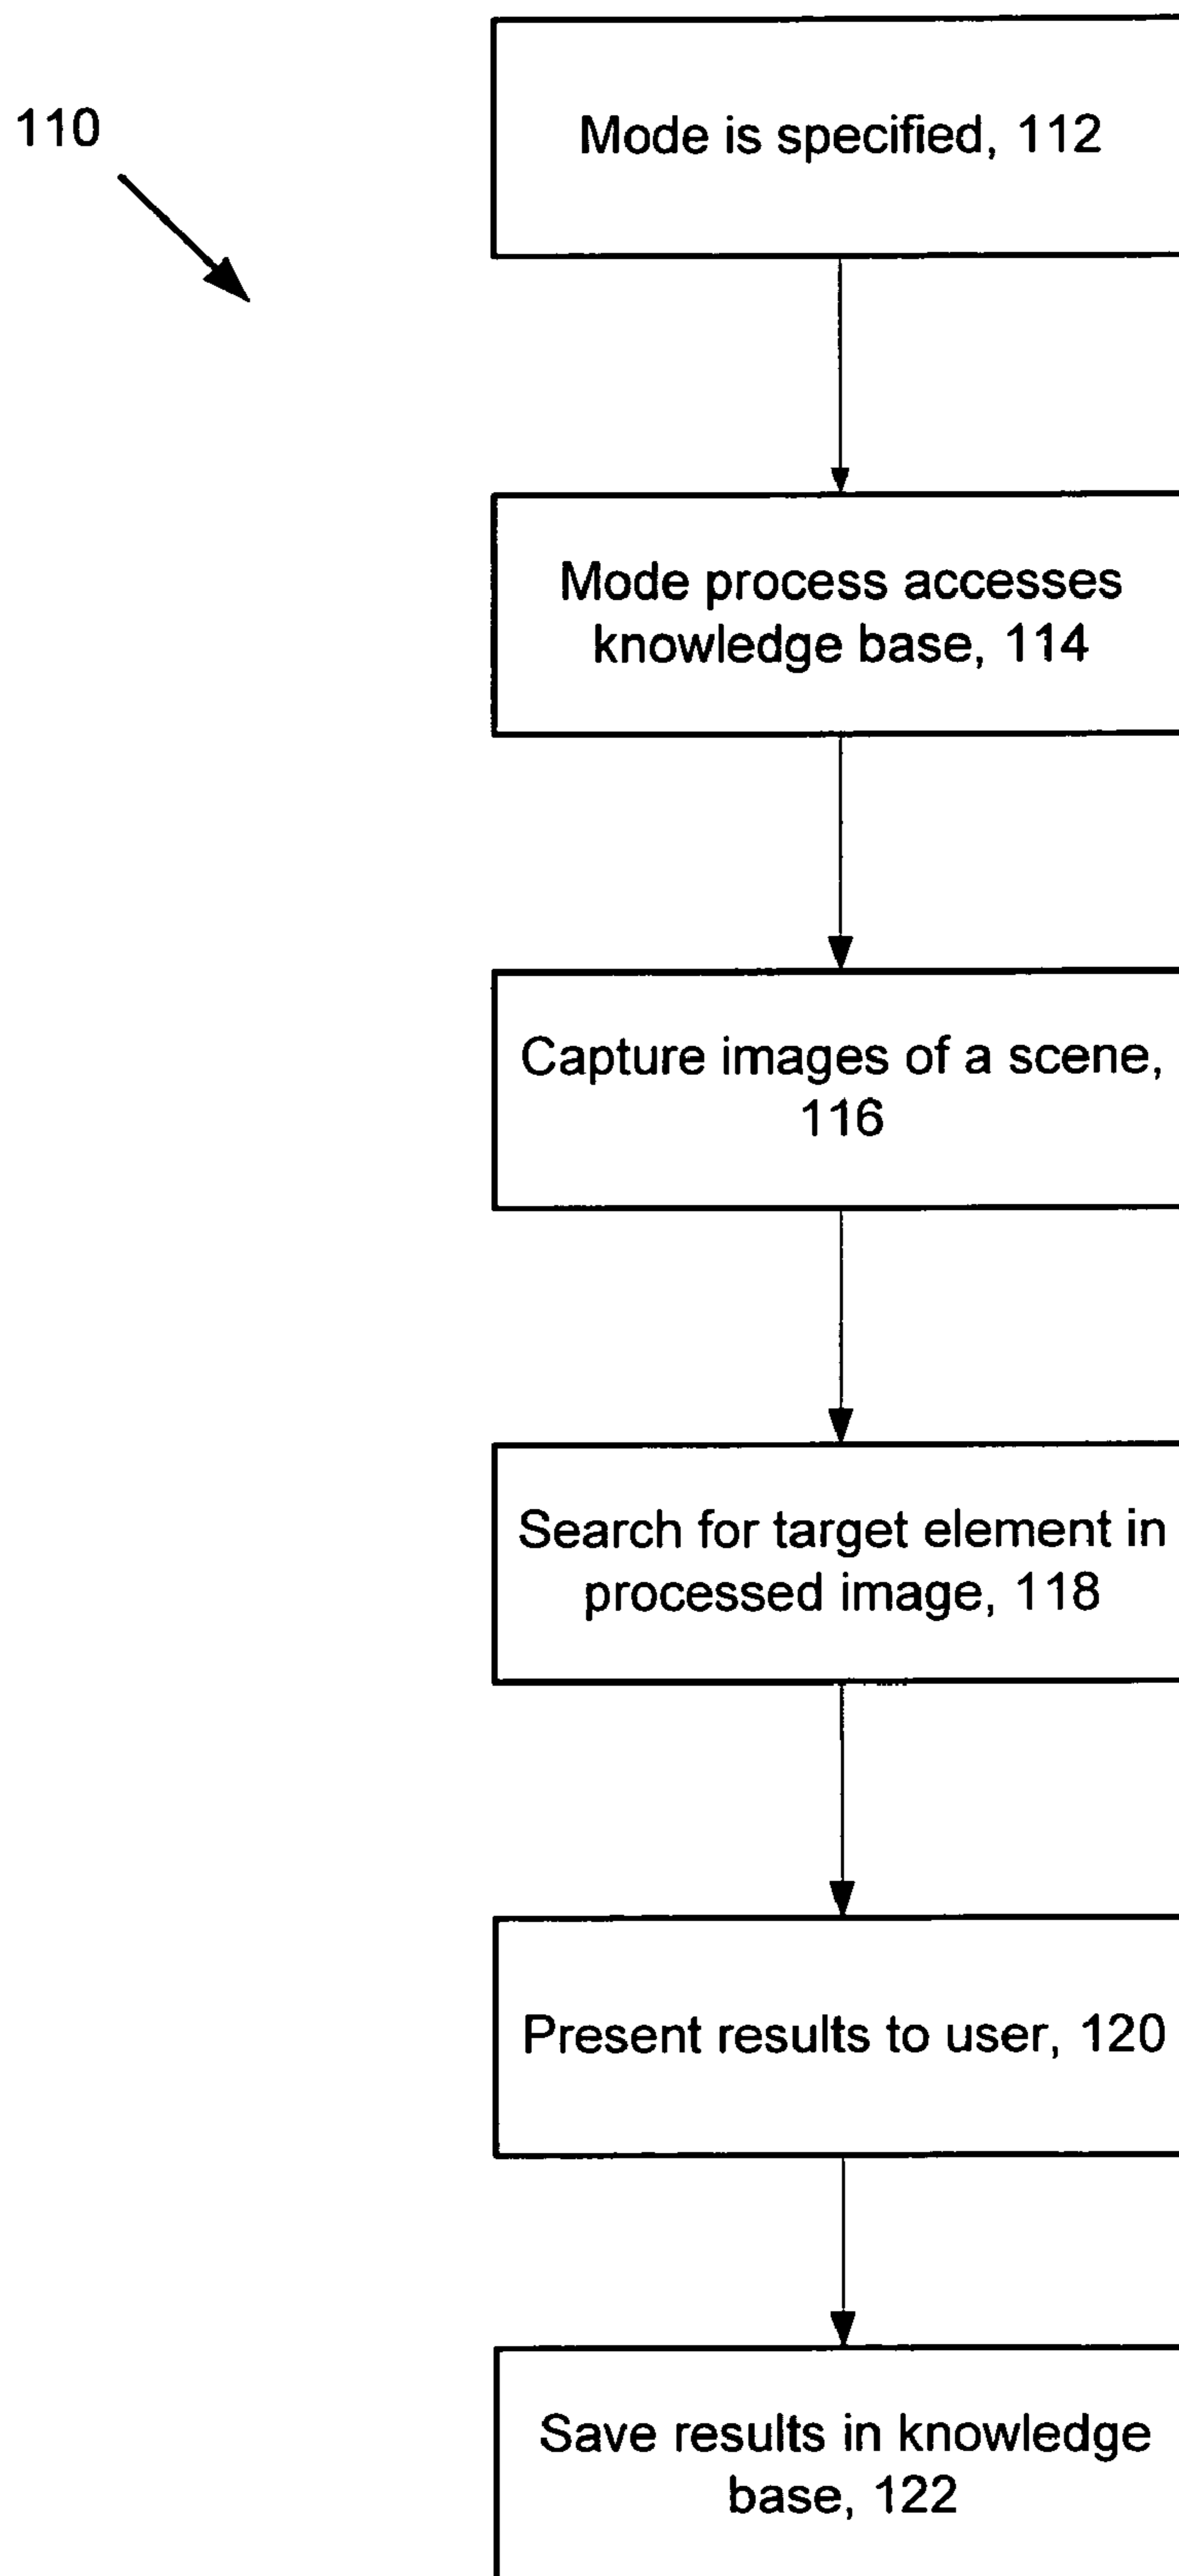 110
Mode is specified, 112
Mode process accesses
knowledge base, 114
Capture images of a scene,
116
Search for target element in
processed image, 118
Present results to user, 120
Save results in knowledge
base, 122